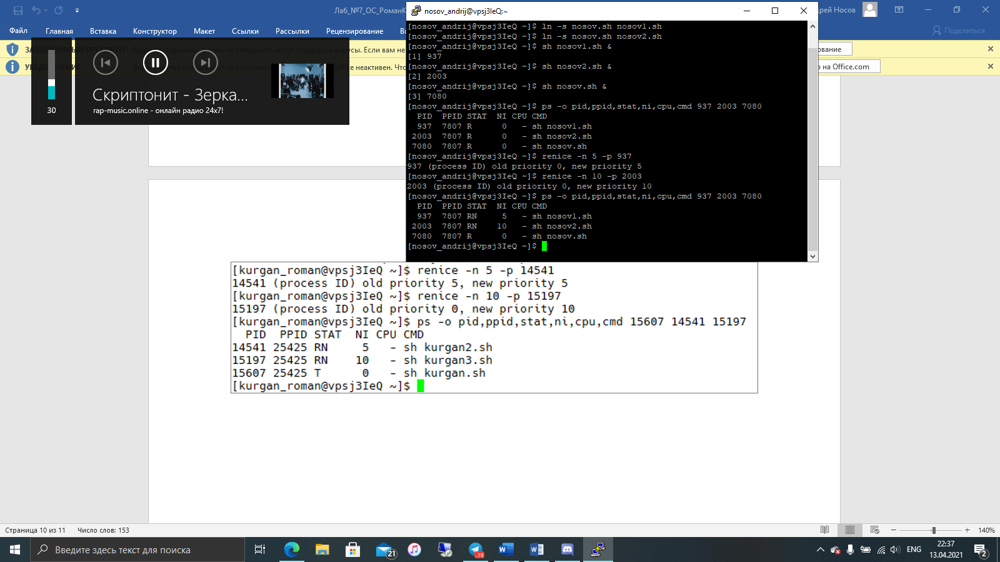 Лаб_№7_ОС_РоманК
рей Носов
Файл
Главная
Вставка
Конструктор
Макет
Ссылки
Рассылки
Рецензирование
Поделиться
ЗАЩИЩЕННЫЙ ПРОСМОТР
вирусы. Если вам не
ование
УВЕДОМЛЕНИЕ
ice неактивен. Что
р на Office.com
Скриптонит - Зерка...
rap-music.online - онлайн радио 24x7!
30
nosov_andrij@vpsj3IeQ:~
[nosov_andrij@vpsj3IeQ ~]$ ln -s nosov.sh nosov1.sh
[nosov_andrij@vpsj3IeQ ~]$ ln -s nosov.sh nosov2.sh
[nosov_andrij@vpsj3IeQ ~]$ sh nosov1.sh &
[1] 937
[nosov_andrij@vpsj3IeQ ~]$ sh nosov2.sh &
[2] 2003
[nosov_andrij@vpsj3IeQ ~]$ sh nosov.sh &
[3] 7080
[nosov_andrij@vpsj3IeQ ~]$ ps -o pid,ppid,stat,ni,cpu,cmd 937 2003 7080
PID PPID STAT NI CPU CMD
937 7807 R 0 - sh nosov1.sh
2003 7807 R 0 - sh nosov2.sh
7080 7807 R 0 - sh nosov.sh
[nosov_andrij@vpsj3IeQ ~]$ renice -n 5 -p 937
937 (process ID) old priority 0, new priority 5
[nosov_andrij@vpsj3IeQ ~]$ renice -n 10 -p 2003
2003 (process ID) old priority 0, new priority 10
[nosov_andrij@vpsj3IeQ ~]$ ps -o pid,ppid,stat,ni,cpu,cmd 937 2003 7080
PID PPID STAT NI CPU CMD
937 7807 RN 5 - sh nosov1.sh
2003 7807 RN 10 - sh nosov2.sh
7080 7807 R 0 - sh nosov.sh
[nosov_andrij@vpsj3IeQ ~]$
[kurgan_roman@vpsj3IeQ ~]$ renice -n 5 -p 14541
14541 (process ID) old priority 5, new priority 5
[kurgan_roman@vpsj3IeQ ~]$ renice -n 10 -p 15197
15197 (process ID) old priority 0, new priority 10
[kurgan_roman@vpsj3IeQ ~]$ ps -o pid,ppid,stat,ni,cpu,cmd 15607 14541 15197
PID PPID STAT NI CPU CMD
14541 25425 RN 5 - sh kurgan2.sh
15197 25425 RN 10 - sh kurgan3.sh
15607 25425 T 0 - sh kurgan.sh
[kurgan_roman@vpsj3IeQ ~]$
Страница 10 из 11
Число слов: 153
140%
Введите здесь текст для поиска
21
19
ENG
22:37
13.04.2021
2